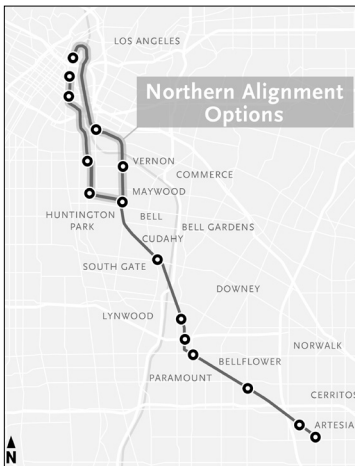 LOS ANGELES
Northern Alignment
Options
VERNON
COMMERCE
MAYWOOD
HUNTINGTON
PARK
BELL
BELL GARDENS
CUDAHY
SOUTH GATE
DOWNEY
LYNWOOD
NORWALK
BELLFLOWER
PARAMOUNT
CERRITOS
ARTESIA
N